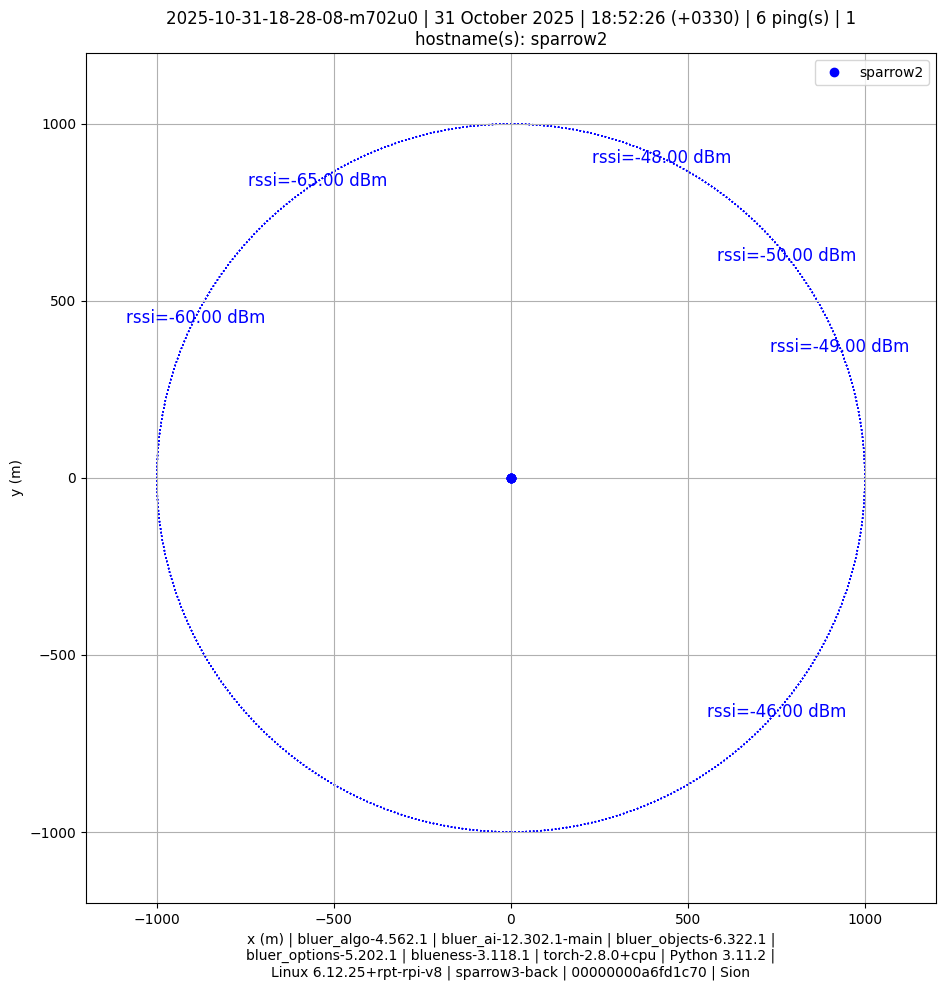 2025-10-31-18-28-08-m702u0 | 31 October 2025 | 18:52:26 (+0330) | 6 ping(s) | 1
hostname(s): sparrow2
sparrow2
1000
rssi=-48.00 dBm
rssi=-65.00 dBm
rssi=-50.00 dBm
500
rssi=-60.00 dBm
rssi=-49.00 dBm
y (m)
0
−500
rssi=-46.00 dBm
−1000
−1000 −500 0 500 1000
x (m) | bluer_algo-4.562.1 | bluer_ai-12.302.1-main | bluer_objects-6.322.1 |
bluer_options-5.202.1 | blueness-3.118.1 | torch-2.8.0+cpu | Python 3.11.2 |
Linux 6.12.25+rpt-rpi-v8 | sparrow3-back | 00000000a6fd1c70 | Sion